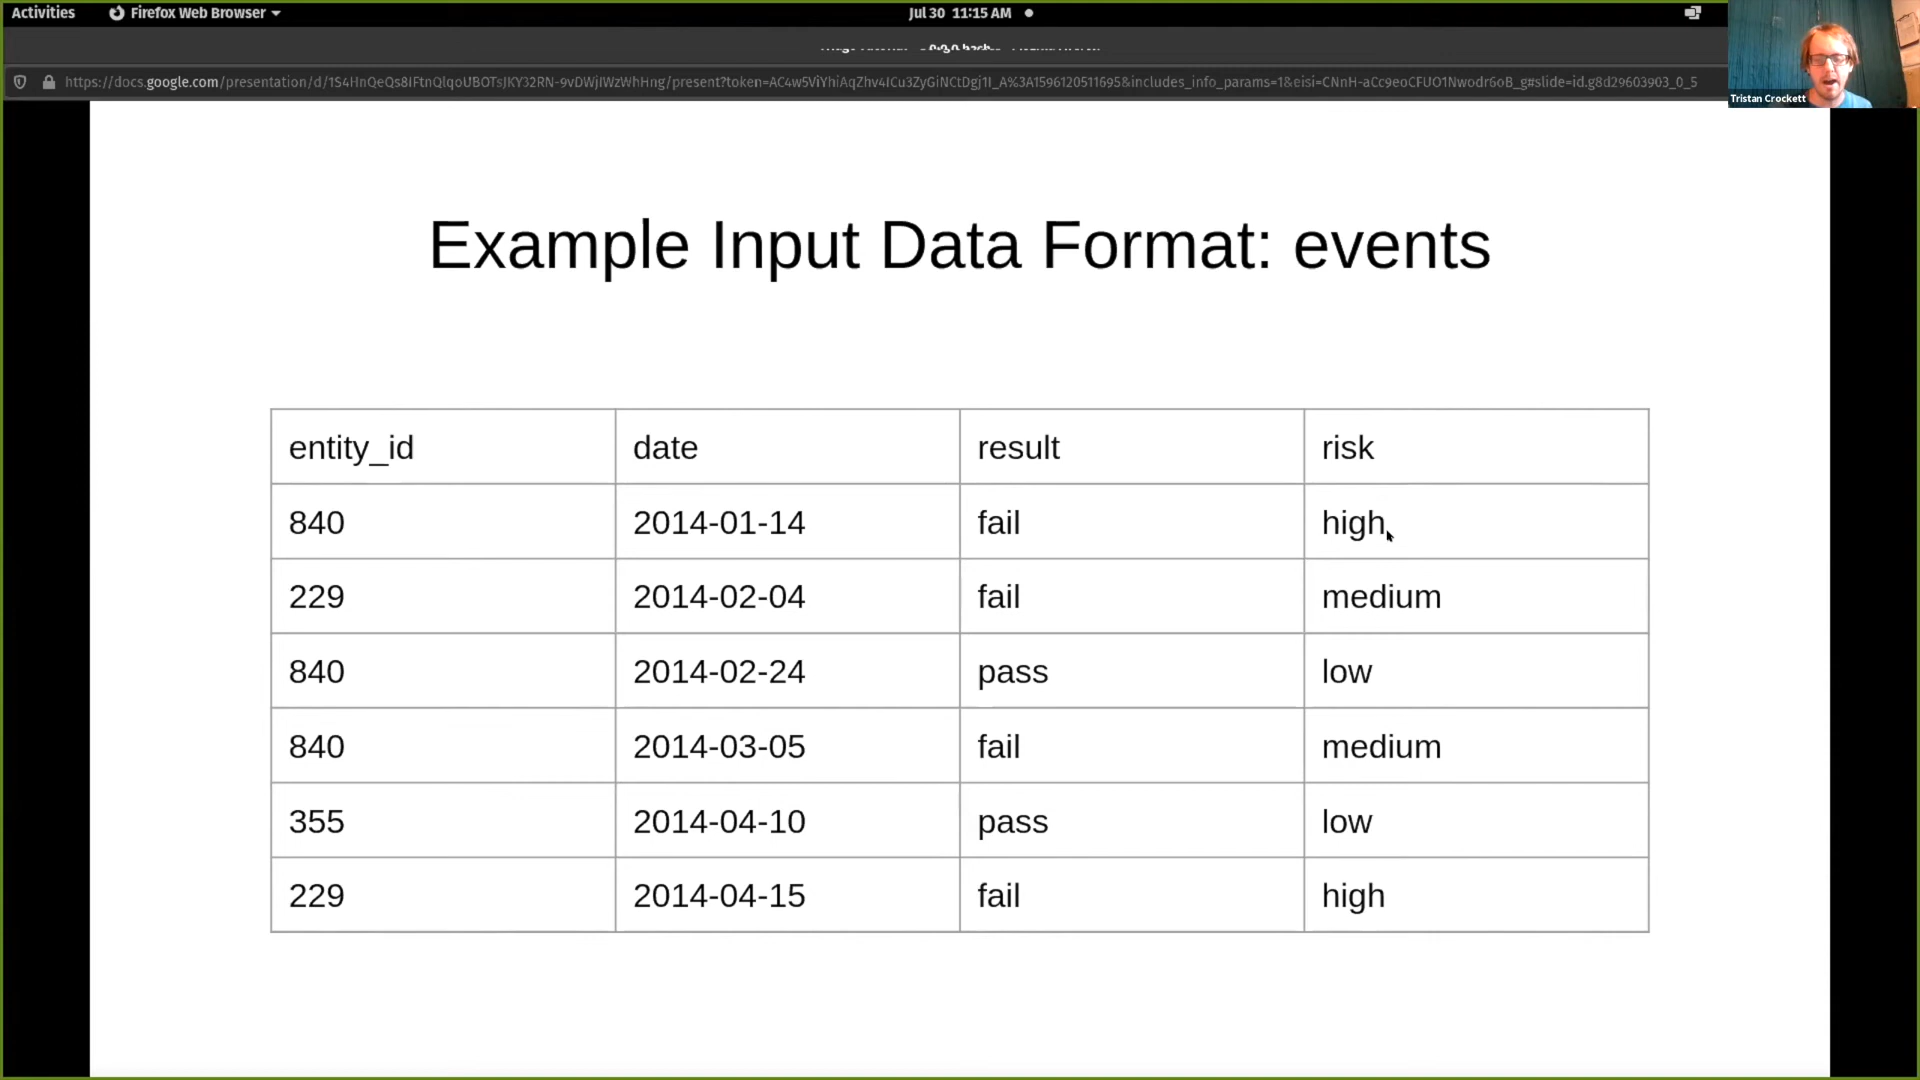 Activities Firefox Web Browser Jul 30 11:15 AM
Tristan Crockett
Example Input Data Format: events
entity_id date result risk
840 2014-01-14 fail high
229 2014-02-04 fail medium
840 2014-02-24 pass low
840 2014-03-05 fail medium
355 2014-04-10 pass low
229 2014-04-15 fail high